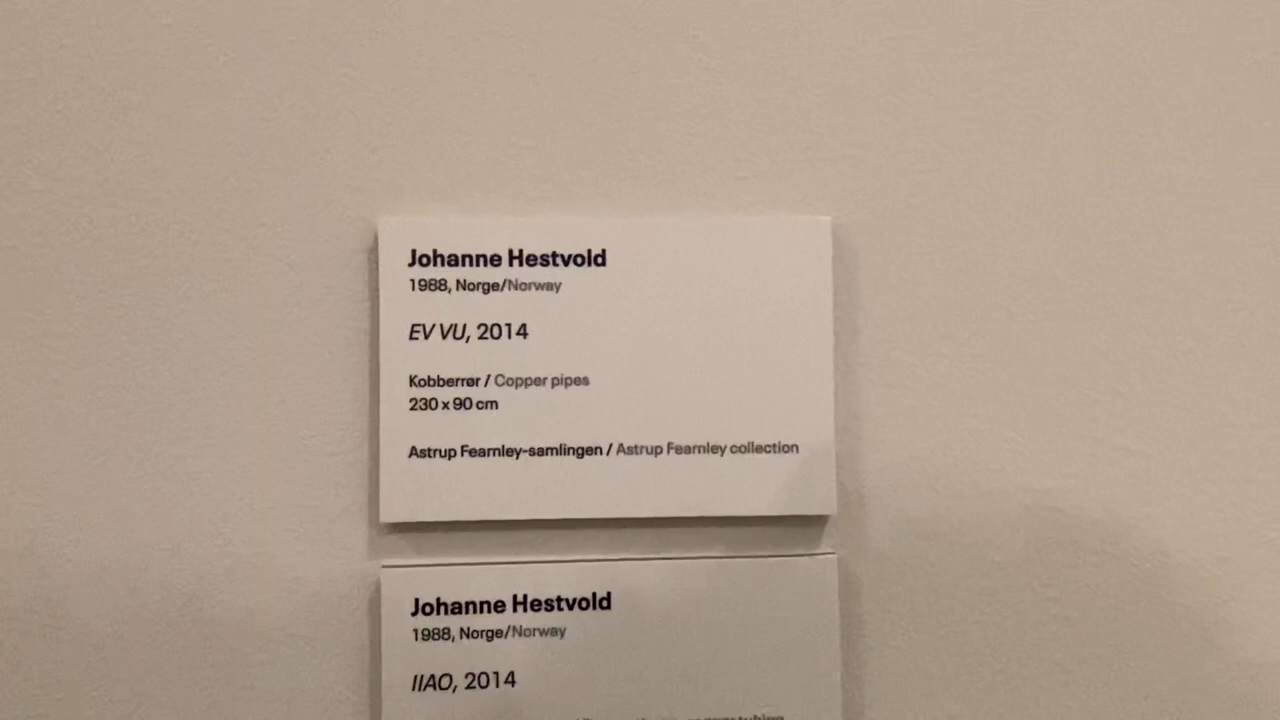 Johanne Hestvold
1988, Norge/Norway
EV VU, 2014
Kobberrør / Copper pipes
230 x 90 cm
Astrup Fearnley-samlingen / Astrup Fearnley collection
Johanne Hestvold
1988, Norge/Norway
IIAO, 2014